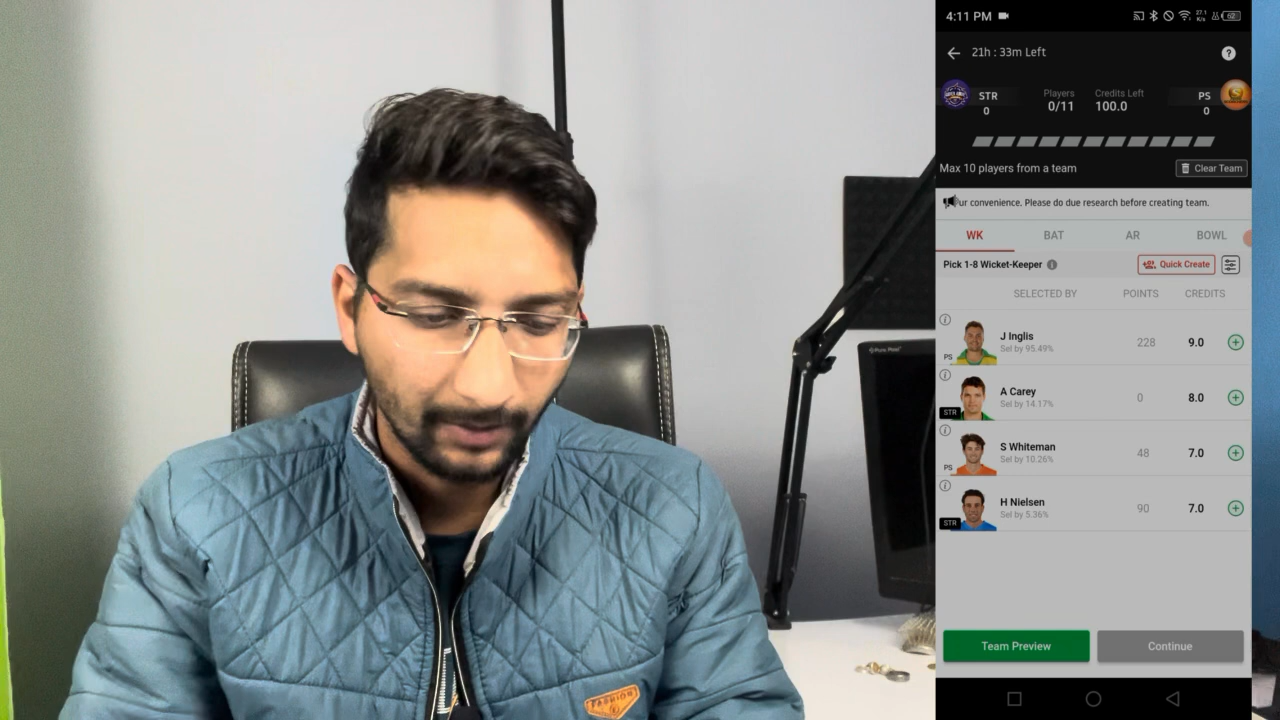 4:11 PM
27.1
K/s
62
21h : 33m Left
?
STR
0
Players
0/11
Credits Left
100.0
PS
0
Max 10 players from a team
Clear Team
ur convenience. Please do due research before creating team.
WK
BAT
AR
BOWL
Pick 1-8 Wicket-Keeper
Quick Create
SELECTED BY
POINTS
CREDITS
PS
J Inglis
Sel by 95.49%
228
9.0
STR
A Carey
Sel by 14.17%
0
8.0
PS
S Whiteman
Sel by 10.26%
48
7.0
STR
H Nielsen
Sel by 5.36%
90
7.0
Team Preview
Continue
FASHION